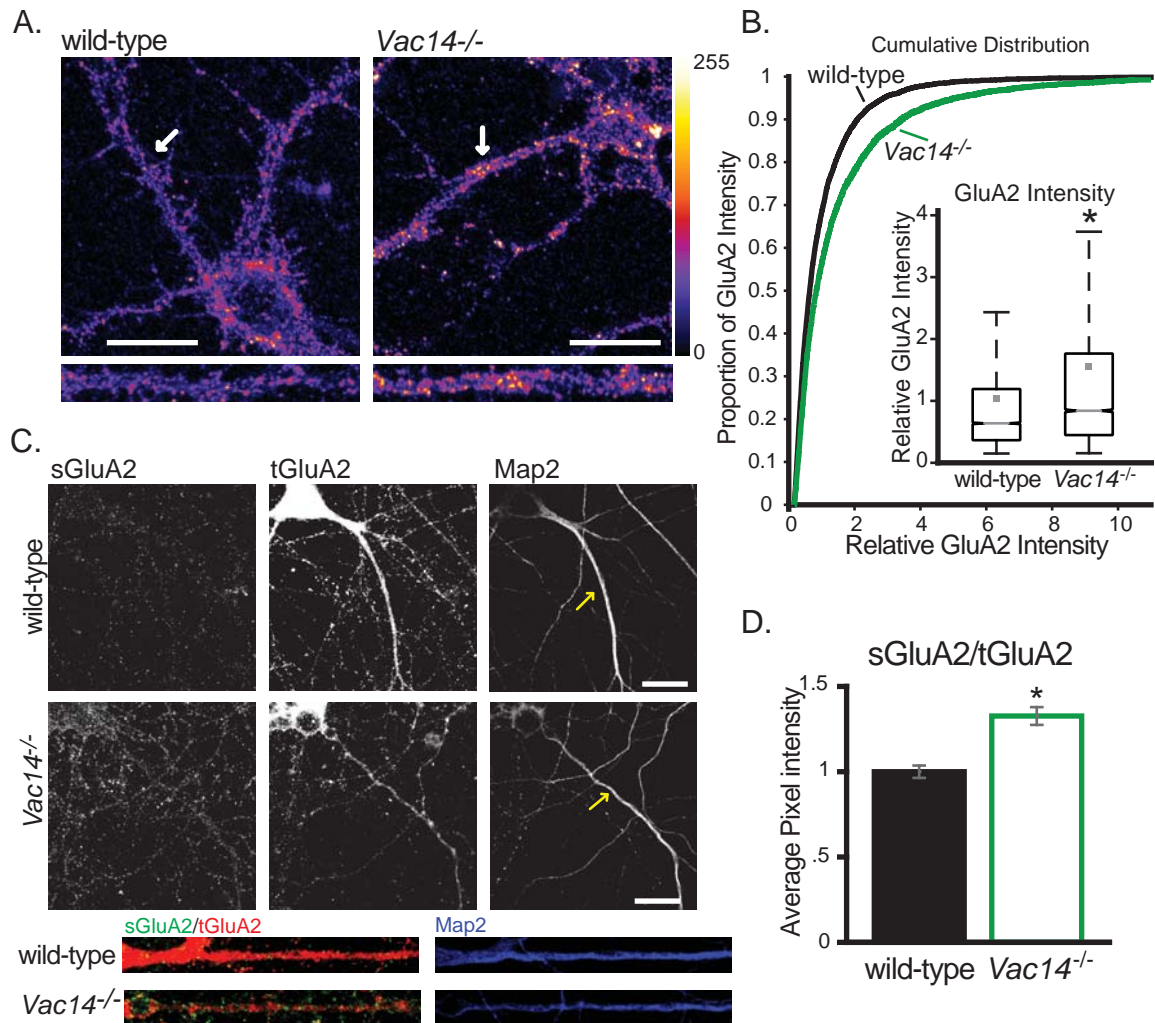 A.
wild-type
Vac14-/-
255
0
B.
Cumulative Distribution
wild-type
Vac14-/-
1
0.9
0.8
0.7
0.6
0.5
0.4
0.3
0.2
0.1
0
Proportion of GluA2 Intensity
0 2 4 6 8 10
Relative GluA2 Intensity
GluA2 Intensity
*
4
3
2
1
0
Relative GluA2 Intensity
wild-type Vac14-/-
C.
sGluA2 tGluA2 Map2
wild-type
Vac14-/-
sGluA2/tGluA2 Map2
wild-type
Vac14-/-
D.
sGluA2/tGluA2
1.5
1
.5
0
*
Average Pixel intensity
wild-type Vac14-/-